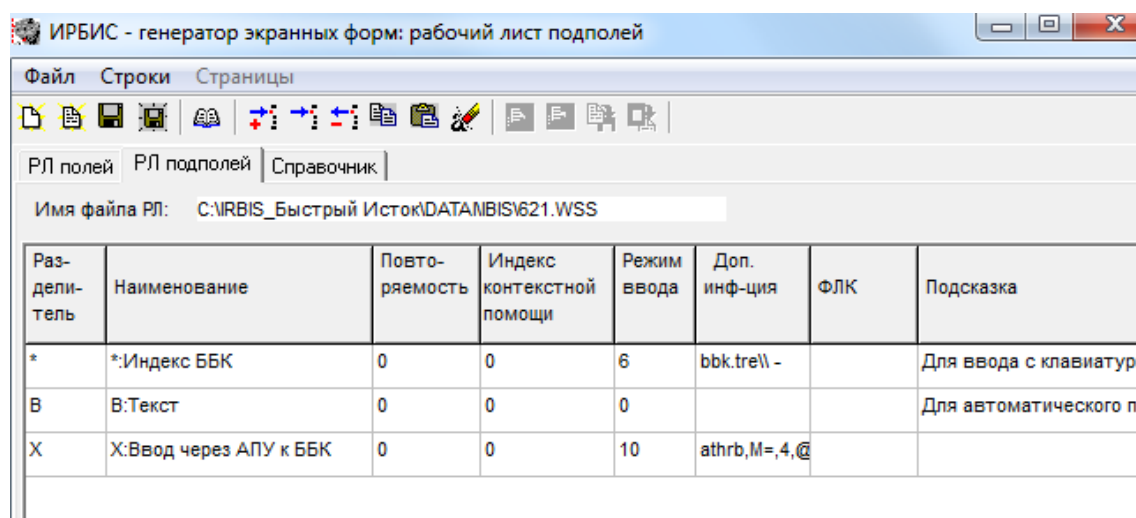 ИРБИС - генератор экранных форм: рабочий лист подполей
Файл Строки Страницы
РЛ полей РЛ подполей Справочник
Имя файла РЛ: C:\IRBIS_Быстрый Исток\DATAI\IBIS\621.WSS
Раз-
дели-
тель
Наименование
Повто-
ряемость
Индекс
контекстной
помощи
Режим
ввода
Доп.
инф-ция
ФЛК
Подсказка
* *:Индекс ББК 0 0 6 bbk.tre\\ - Для ввода с клавиатур
B B:Текст 0 0 0 Для автоматического п
X X:Ввод через АПУ к ББК 0 0 10 athrb,M=,4,@